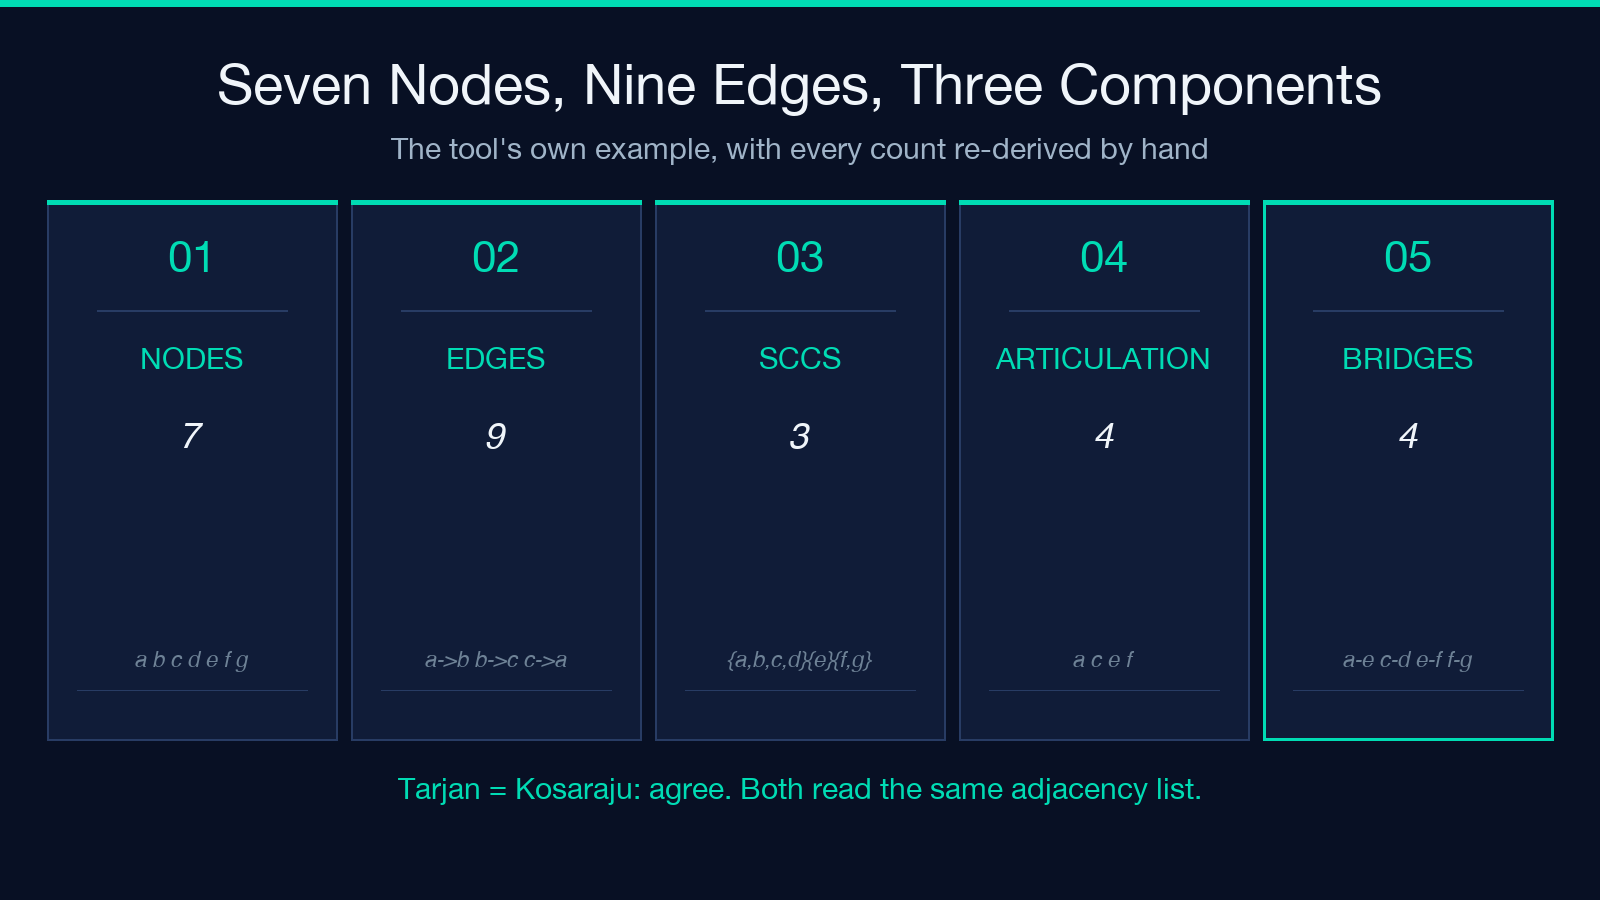 Seven Nodes, Nine Edges, Three Components
The tool's own example, with every count re-derived by hand
01
NODES
7
a b c d e f g
02
EDGES
9
a->b b->c c->a
03
SCCS
3
{a,b,c,d}{e}{f,g}
04
ARTICULATION
4
a c e f
05
BRIDGES
4
a-e c-d e-f f-g
Tarjan = Kosaraju: agree. Both read the same adjacency list.